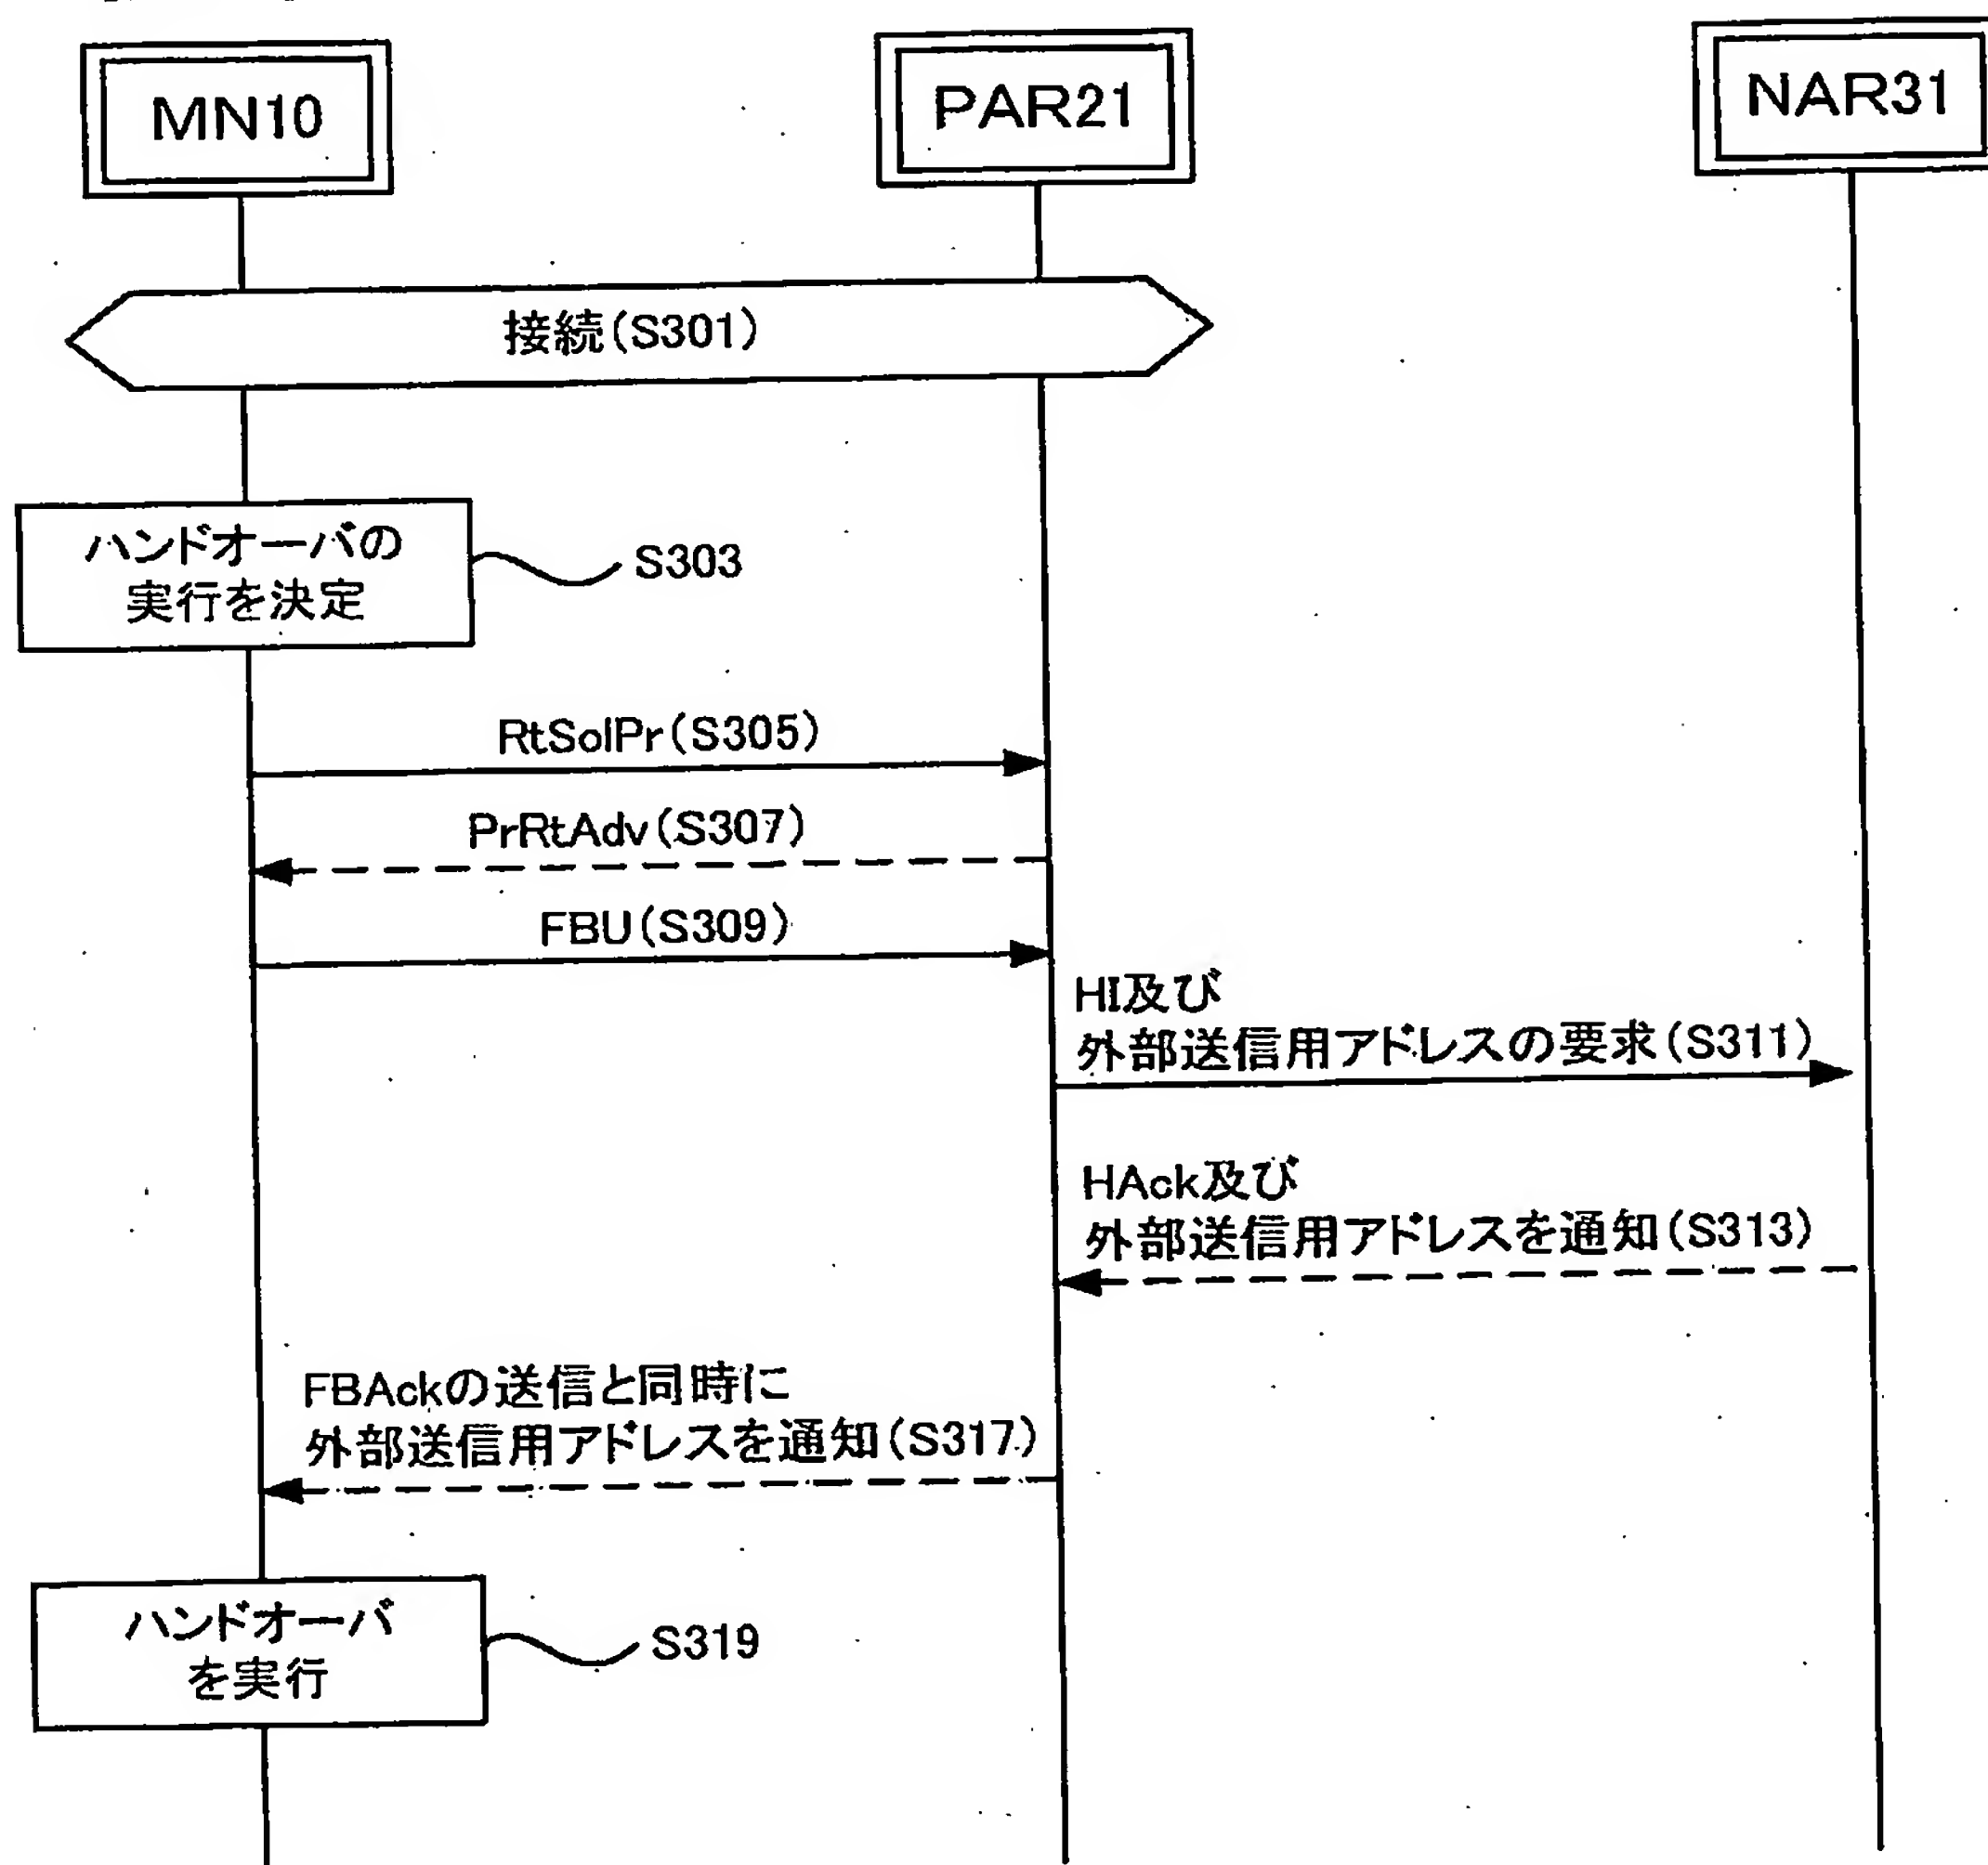 MN10
PAR21
NAR31
接続(S301)
ハンドオーバの
実行を決定
S303
RtSolPr(S305)
PrRtAdv(S307)
FBU(S309)
HI及び
外部送信用アドレスの要求(S311)
HAck及び
外部送信用アドレスを通知(S313)
FBAckの送信と同時に
外部送信用アドレスを通知(S317)
ハンドオーバ
を実行
S319